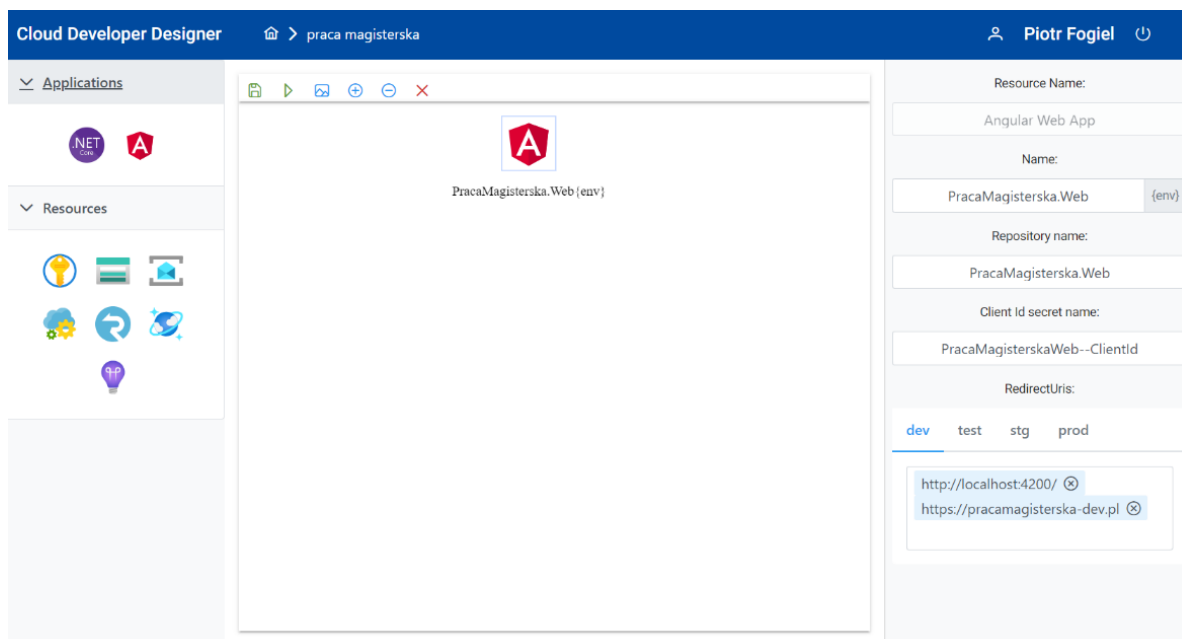 Cloud Developer Designer
praca magisterska
Piotr Fogiel
Applications
.NET
Core
A
Resources
A
PracaMagisterska.Web{env}
Resource Name:
Angular Web App
Name:
PracaMagisterska.Web
{env}
Repository name:
PracaMagisterska.Web
Client Id secret name:
PracaMagisterskaWeb--ClientId
RedirectUris:
dev test stg prod
http://localhost:4200/
https://pracamagisterska-dev.pl